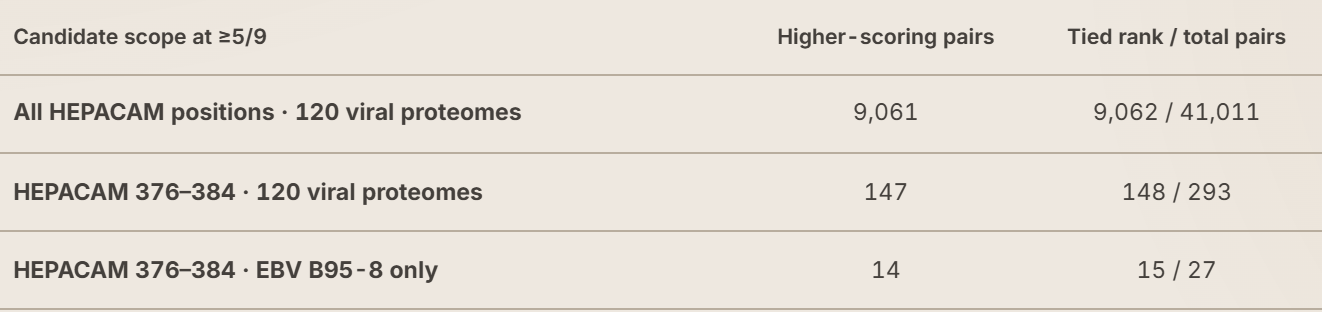 Candidate scope at ≥5/9 Higher-scoring pairs Tied rank / total pairs
All HEPACAM positions · 120 viral proteomes 9,061 9,062 / 41,011
HEPACAM 376–384 · 120 viral proteomes 147 148 / 293
HEPACAM 376–384 · EBV B95-8 only 14 15 / 27